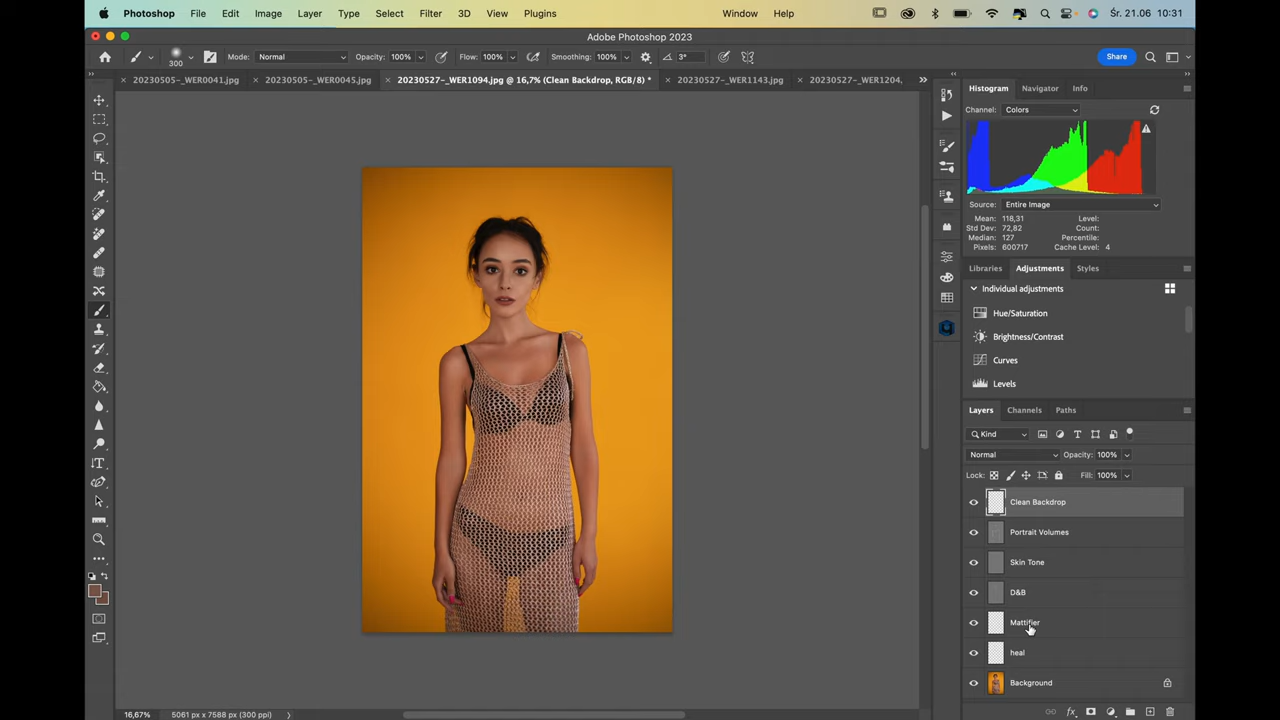 Photoshop File Edit Image Layer Type Select Filter 3D View Plugins Window Help Śr. 21.06 10:31
Adobe Photoshop 2023
300 Mode: Normal Opacity: 100% Flow: 100% Smoothing: 100% 3° Share
20230505-_WER0041.jpg 20230505-_WER0045.jpg 20230527-_WER1094.jpg @ 16,7% (Clean Backdrop, RGB/8) * 20230527-_WER1143.jpg 20230527-_WER1204,
Histogram Navigator Info
Channel: Colors
Source: Entire Image
Mean: 118,31 Level:
Std Dev: 72,82 Count:
Median: 127 Percentile:
Pixels: 600717 Cache Level: 4
Libraries Adjustments Styles
Individual adjustments
Hue/Saturation
Brightness/Contrast
Curves
Levels
Layers Channels Paths
Kind
Normal Opacity: 100%
Lock: Fill: 100%
Clean Backdrop
Portrait Volumes
Skin Tone
D&B
Mattifier
heal
Background
16,67% 5061 px x 7588 px (300 ppi)